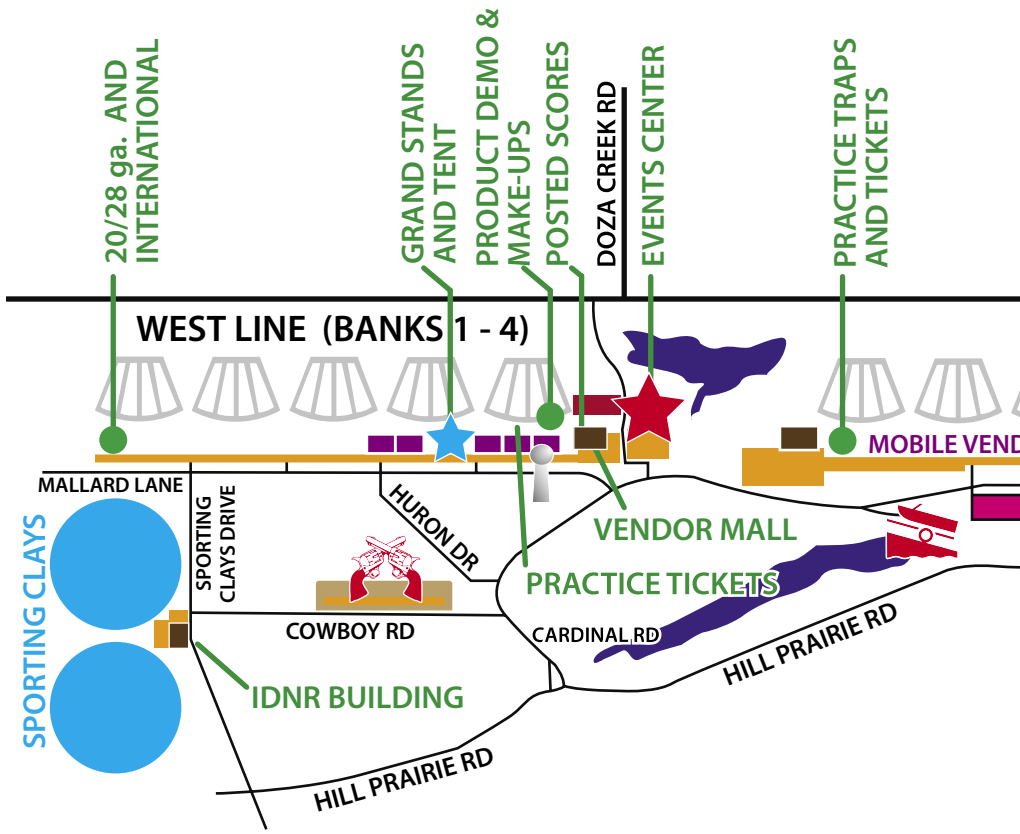 20/28 ga. AND
INTERNATIONAL
GRAND STANDS
AND TENT
PRODUCT DEMO &
MAKE-UPS
POSTED SCORES
DOZA CREEK RD
EVENTS CENTER
PRACTICE TRAPS
AND TICKETS
WEST LINE (BANKS 1 - 4)
MOBILE VEND
MALLARD LANE
SPORTING CLAYS
SPORTING
CLAYS DRIVE
HURON DR
VENDOR MALL
PRACTICE TICKETS
COWBOY RD
CARDINAL RD
HILL PRAIRIE RD
IDNR BUILDING
HILL PRAIRIE RD